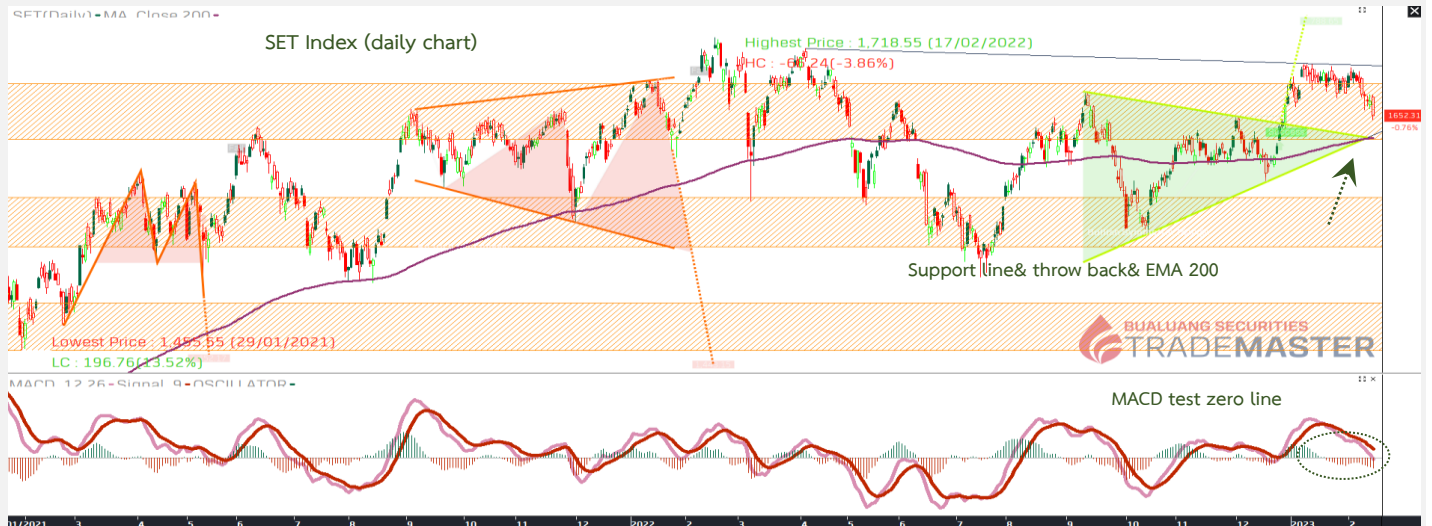 SET(Daily) - MA, Close 200 -
SET Index (daily chart)
Highest Price : 1,718.55 (17/02/2022)
HC : -66.24(-3.86%)
1652.31
-0.76%
Support line& throw back& EMA 200
BUALUANG SECURITIES
TRADEMASTER
Lowest Price : 1,455.55 (29/01/2021)
LC : 196.76(13.52%)
MACD, 12,26 - Signal, 9 - OSCILLATOR -
MACD test zero line
01/2021 3 4 5 6 7 8 9 10 11 12 2022 2 3 4 5 6 7 8 9 10 11 12 2023 2